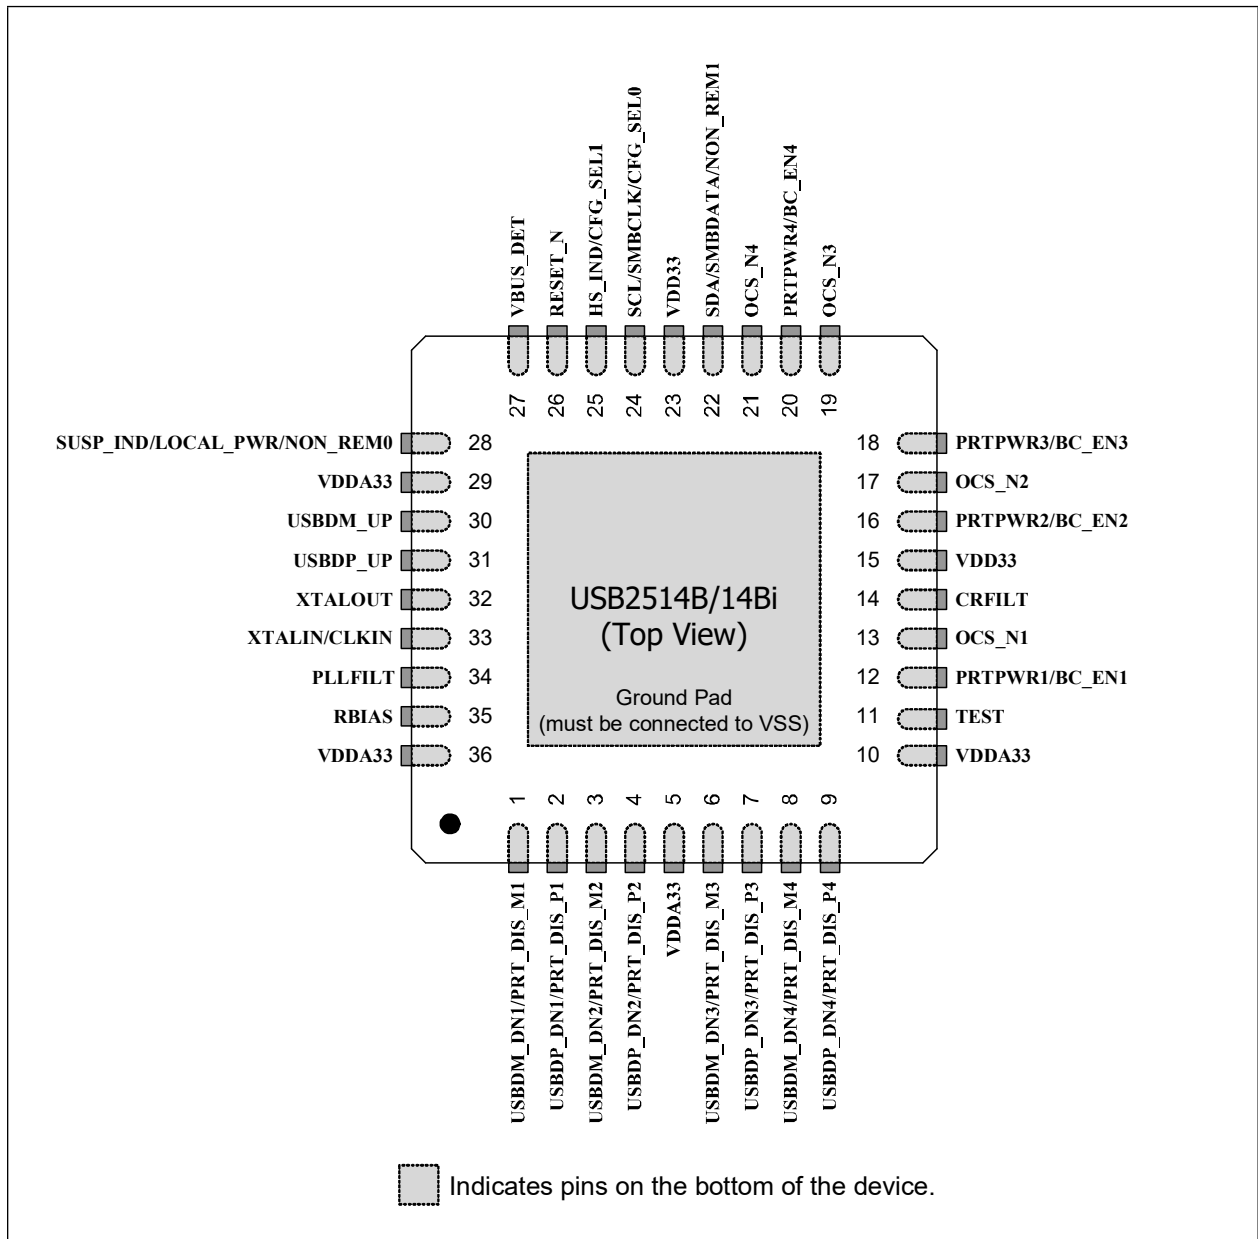 VBUS_DET
RESET_N
HS_IND/CFG_SEL1
SCL/SMBCLK/CFG_SEL0
VDD33
SDA/SMBDATA/NON_REM1
OCS_N4
PRTPWR4/BC_EN4
OCS_N3
27
26
25
24
23
22
21
20
19
SUSP_IND/LOCAL_PWR/NON_REM0 28
VDDA33 29
USBDM_UP 30
USBDP_UP 31
XTALOUT 32
XTALIN/CLKIN 33
PLLFILT 34
RBIAS 35
VDDA33 36
18 PRTPWR3/BC_EN3
17 OCS_N2
16 PRTPWR2/BC_EN2
15 VDD33
14 CRFILT
13 OCS_N1
12 PRTPWR1/BC_EN1
11 TEST
10 VDDA33
USB2514B/14Bi
(Top View)
Ground Pad
(must be connected to VSS)
1
2
3
4
5
6
7
8
9
USBDM_DN1/PRT_DIS_M1
USBDP_DN1/PRT_DIS_P1
USBDM_DN2/PRT_DIS_M2
USBDP_DN2/PRT_DIS_P2
VDDA33
USBDM_DN3/PRT_DIS_M3
USBDP_DN3/PRT_DIS_P3
USBDM_DN4/PRT_DIS_M4
USBDP_DN4/PRT_DIS_P4
Indicates pins on the bottom of the device.